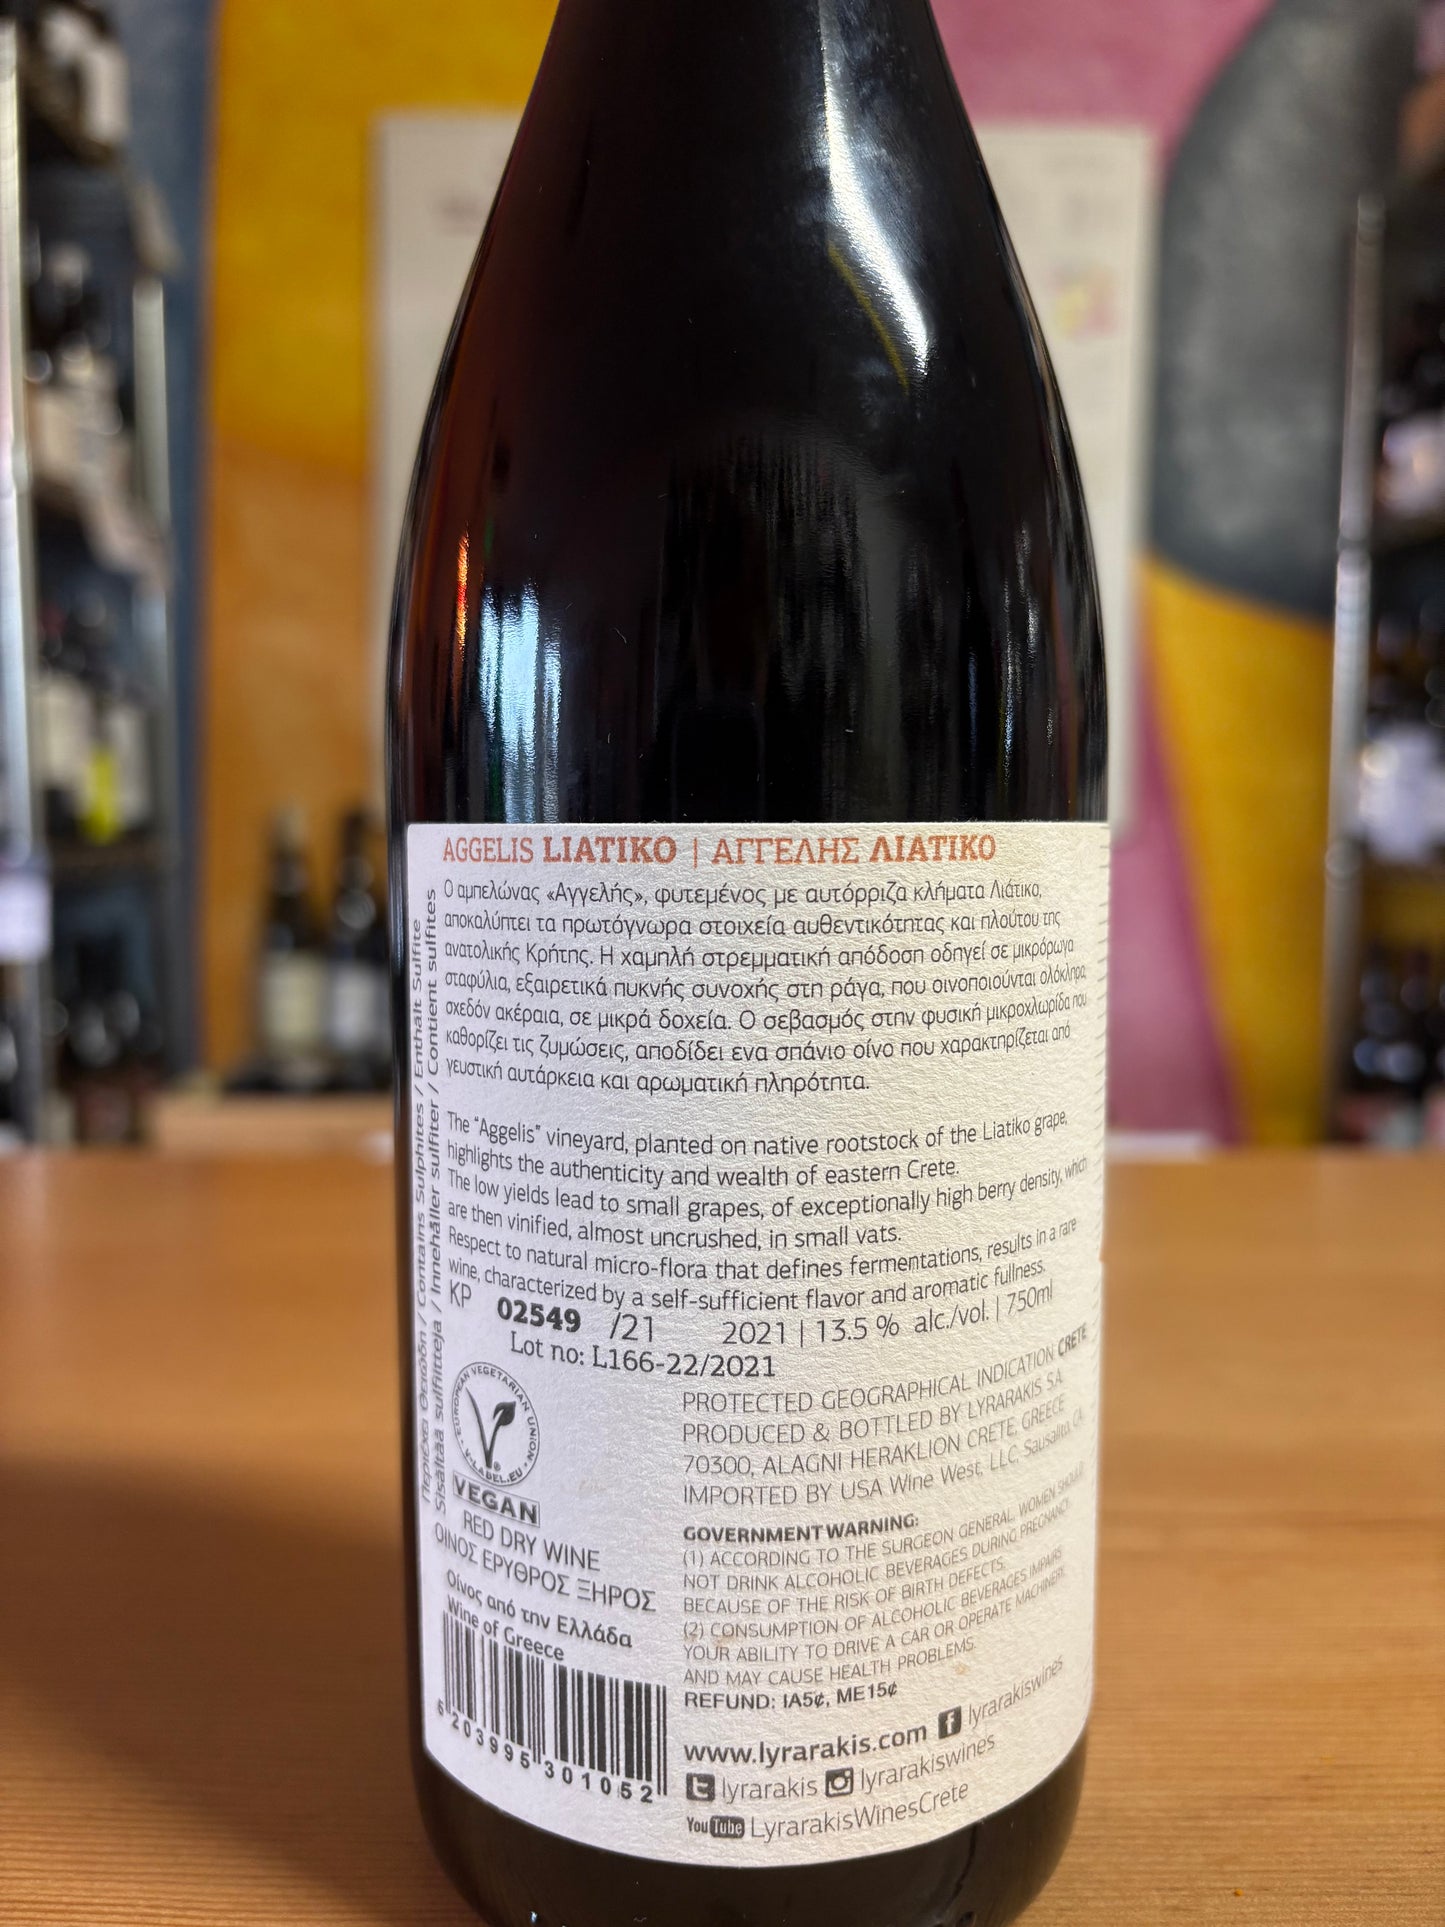 AGGELIS LIATIKO | ΑΓΓΕΛΗΣ ΛΙΑΤΙΚΟ
Ο αμπελώνας «Αγγελής», φυτεμένος με αυτόρριζα κλήματα Λιάτικο,
αποκαλύπτει τα πρωτόγνωρα στοιχεία αυθεντικότητας και πλούτου της
ανατολικής Κρήτης. Η χαμηλή στρεμματική απόδοση οδηγεί σε μικρόρωγα
σταφύλια, εξαιρετικά πυκνής συνοχής στη ράγα, που οινοποιούνται ολόκληρα,
σχεδόν ακέραια, σε μικρά δοχεία. Ο σεβασμός στην φυσική μικροχλωρίδα που
καθορίζει τις ζυμώσεις, αποδίδει ενα σπάνιο οίνο που χαρακτηρίζεται από
γευστική αυτάρκεια και αρωματική πληρότητα.
The "Aggelis" vineyard, planted on native rootstock of the Liatiko grape,
highlights the authenticity and wealth of eastern Crete.
The low yields lead to small grapes, of exceptionally high berry density, which
are then vinified, almost uncrushed, in small vats.
Respect to natural micro-flora that defines fermentations, results in a rare
wine, characterized by a self-sufficient flavor and aromatic fullness.
KP 02549 /21 2021 | 13.5 % alc./vol. | 750ml
Lot no: L166-22/2021
Περιέχει Θειώδη / Contains Sulphites / Enthält Sulfite
Sisältää sulfiitteja / Innehåller sulfiter / Contient sulfites
EUROPEAN VEGETARIAN UNION
V-LABEL.EU
VEGAN
RED DRY WINE
ΟΙΝΟΣ ΕΡΥΘΡΟΣ ΞΗΡΟΣ
Οίνος από την Ελλάδα
Wine of Greece
5 203995 301052
PROTECTED GEOGRAPHICAL INDICATION CRETE
PRODUCED & BOTTLED BY LYRARAKIS S.A.
70300, ALAGNI HERAKLION CRETE, GREECE
IMPORTED BY USA Wine West, LLC, Sausalito, CA
GOVERNMENT WARNING:
(1) ACCORDING TO THE SURGEON GENERAL, WOMEN SHOULD
NOT DRINK ALCOHOLIC BEVERAGES DURING PREGNANCY
BECAUSE OF THE RISK OF BIRTH DEFECTS.
(2) CONSUMPTION OF ALCOHOLIC BEVERAGES IMPAIRS
YOUR ABILITY TO DRIVE A CAR OR OPERATE MACHINERY,
AND MAY CAUSE HEALTH PROBLEMS.
REFUND: IA5¢, ME15¢
www.lyrarakis.com f lyrarakiswines
t lyrarakis lyrarakiswines
YouTube LyrarakisWinesCrete